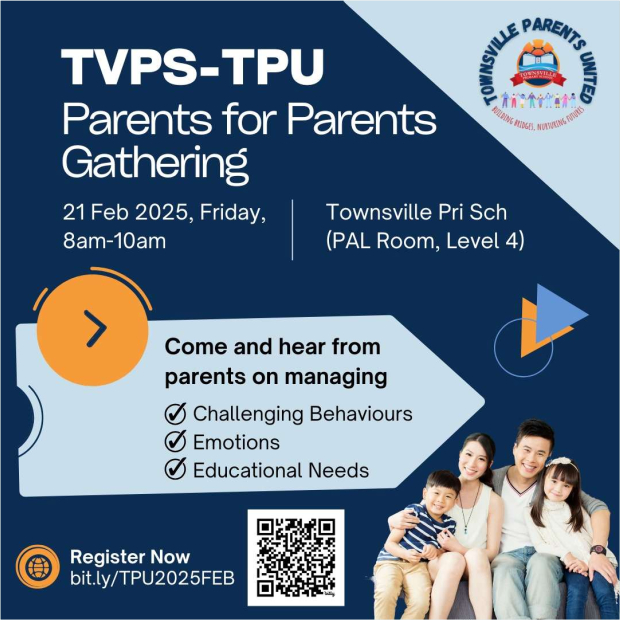 TOWNSVILLE PARENTS UNITED
TOWNSVILLE
BUILDING BRIDGES, NURTURING FUTURES
TVPS-TPU
Parents for Parents
Gathering
21 Feb 2025, Friday,
8am-10am
Townsville Pri Sch
(PAL Room, Level 4)
Come and hear from
parents on managing
Challenging Behaviours
Emotions
Educational Needs
Register Now
bit.ly/TPU2025FEB